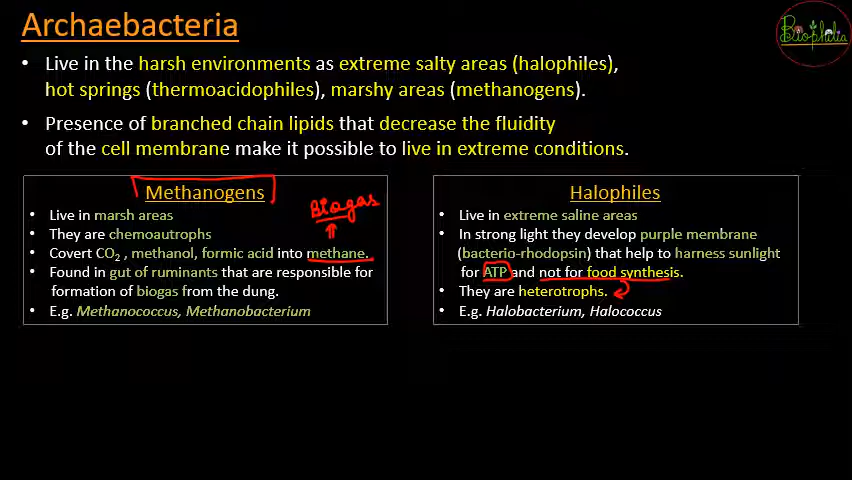 Archaebacteria
Biophilia
• Live in the harsh environments as extreme salty areas (halophiles),
hot springs (thermoacidophiles), marshy areas (methanogens).
• Presence of branched chain lipids that decrease the fluidity
of the cell membrane make it possible to live in extreme conditions.
Methanogens
• Live in marsh areas
Biogas
• They are chemoautrophs
• Covert CO2 , methanol, formic acid into methane.
• Found in gut of ruminants that are responsible for
formation of biogas from the dung.
• E.g. Methanococcus, Methanobacterium
Halophiles
• Live in extreme saline areas
• In strong light they develop purple membrane
(bacterio-rhodopsin) that help to harness sunlight
for ATP and not for food synthesis.
• They are heterotrophs.
• E.g. Halobacterium, Halococcus